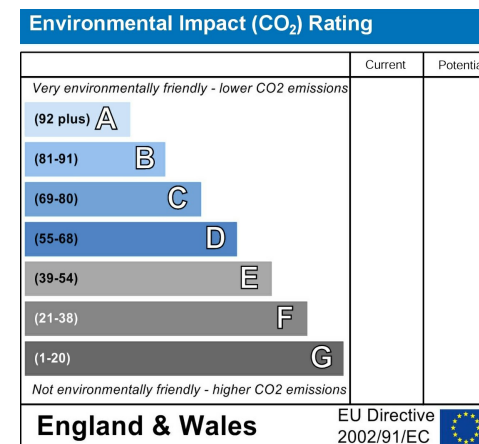 Environmental Impact (CO₂) Rating
Current Potentia
Very environmentally friendly - lower CO2 emissions
(92 plus) A
(81-91) B
(69-80) C
(55-68) D
(39-54) E
(21-38) F
(1-20) G
Not environmentally friendly - higher CO2 emissions
England & Wales
EU Directive
2002/91/EC